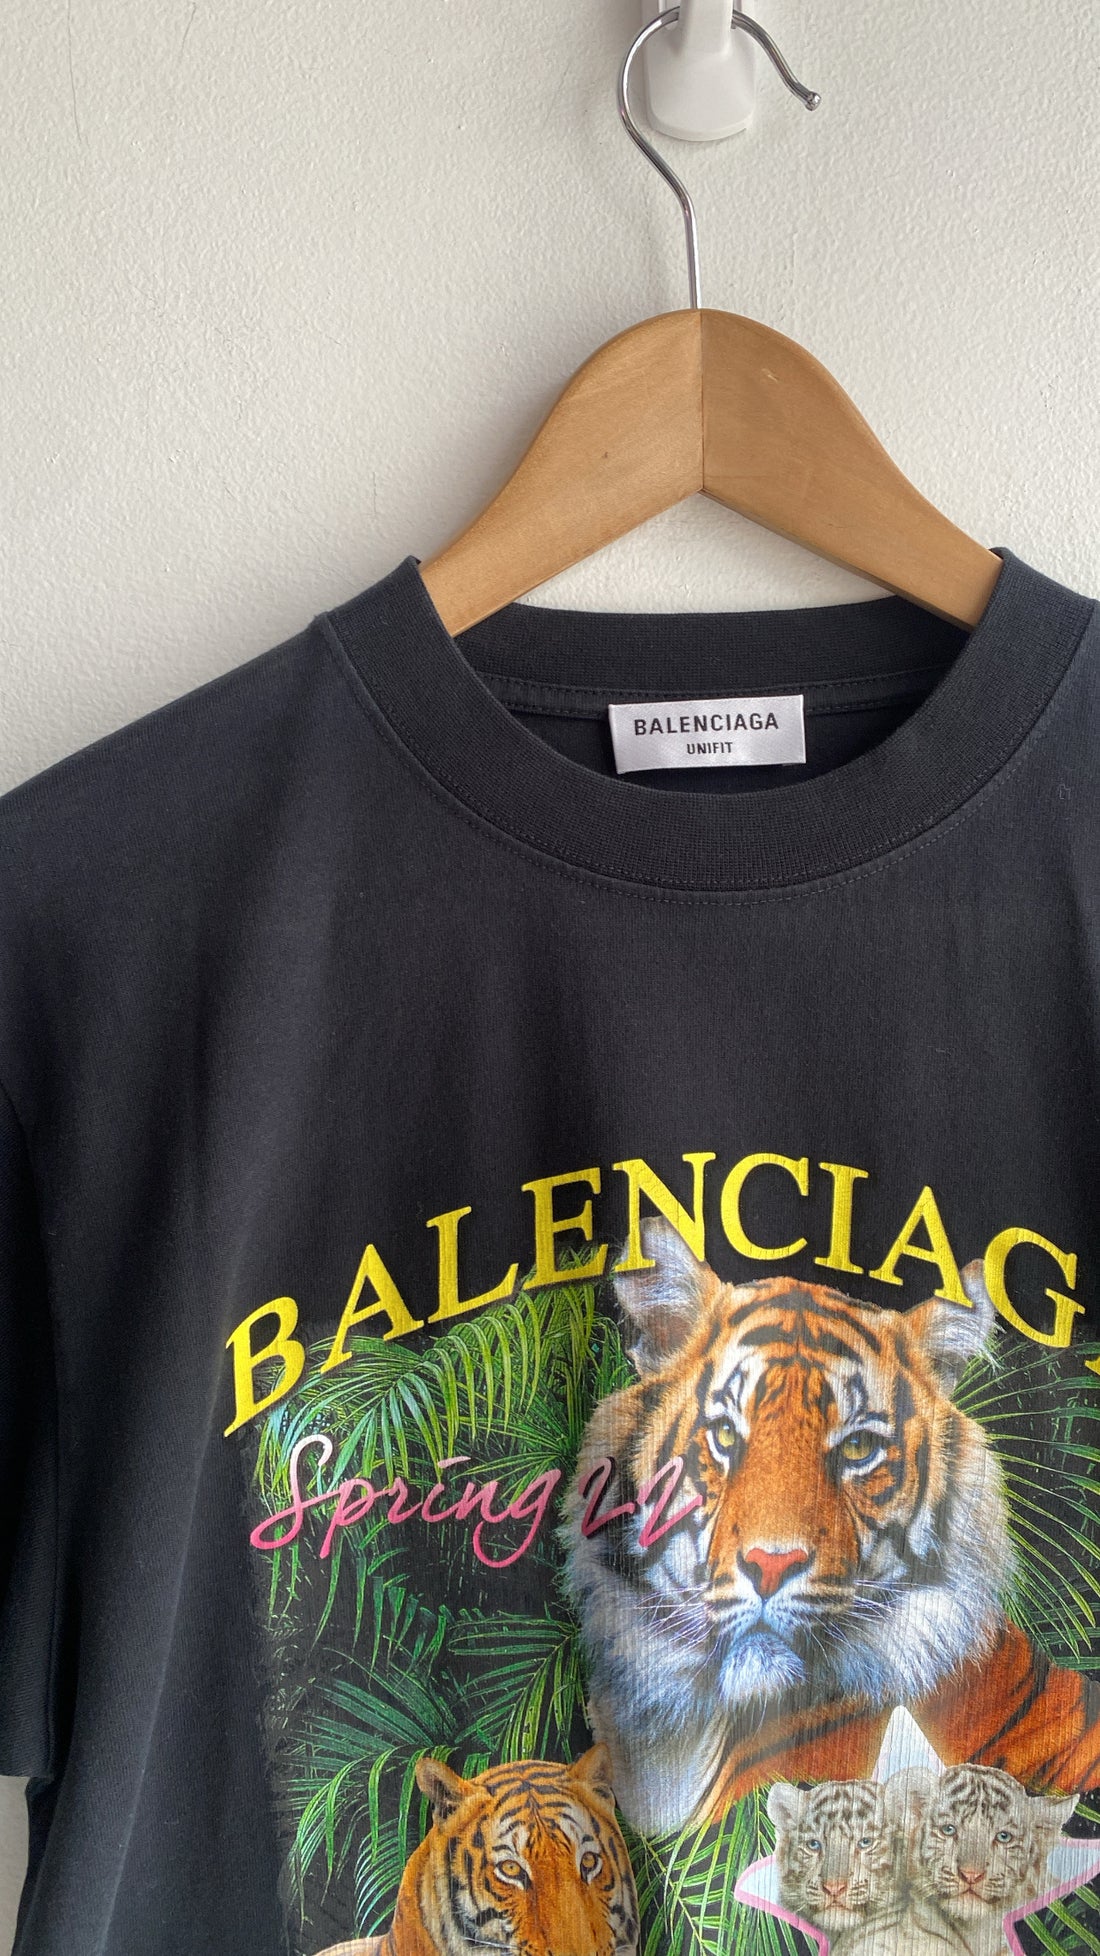 BALENCIAGA
UNIFIT
BALENCIAG
Spring 22